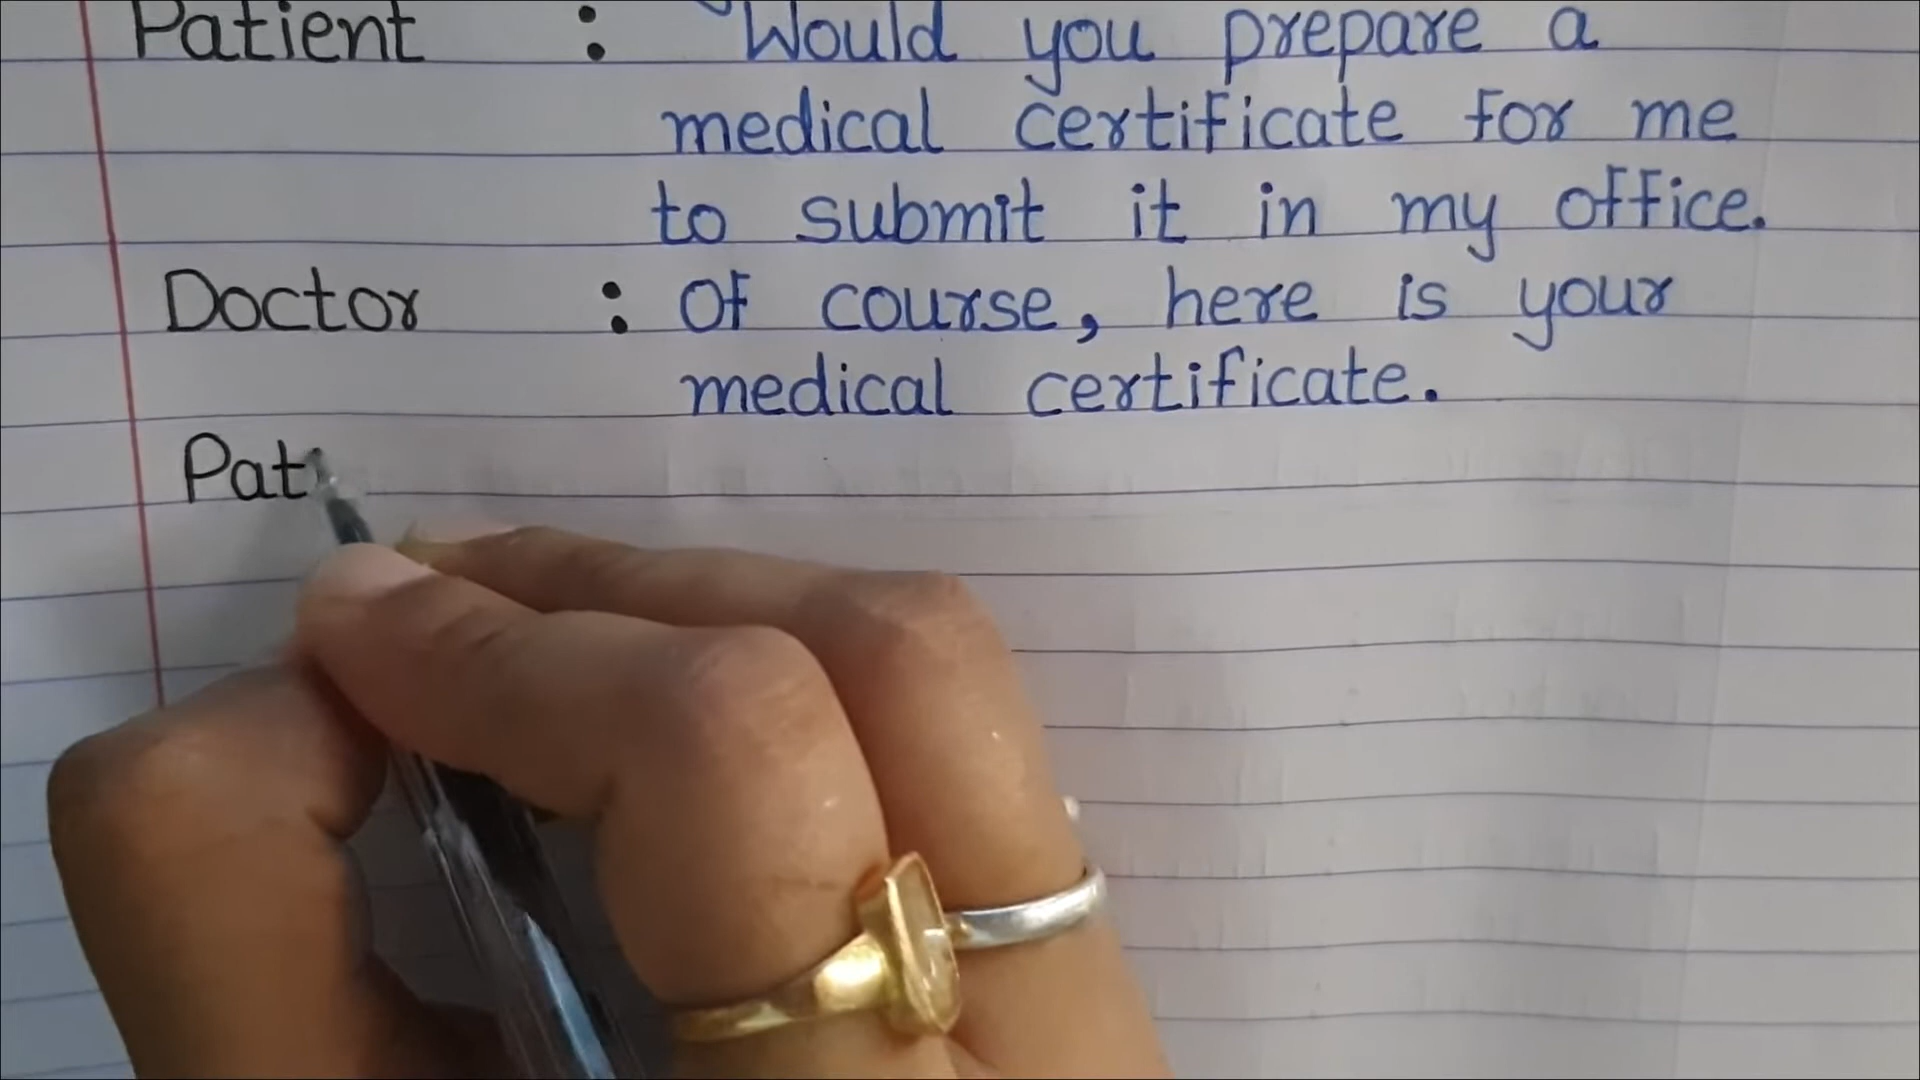 Patient : Would you prepare a
medical certificate for me
to submit it in my office.
Doctor : Of course, here is your
medical certificate.
Pati